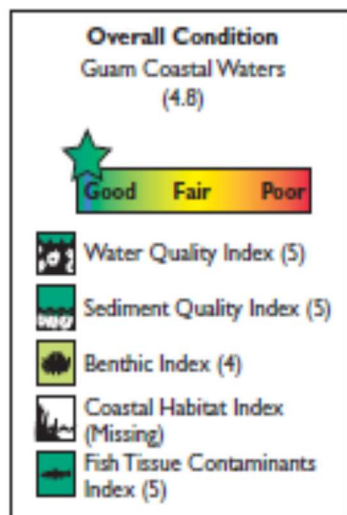 Overall Condition
Guam Coastal Waters
(4.8)
Good Fair Poor
Water Quality Index (5)
Sediment Quality Index (5)
Benthic Index (4)
Coastal Habitat Index
(Missing)
Fish Tissue Contaminants
Index (5)